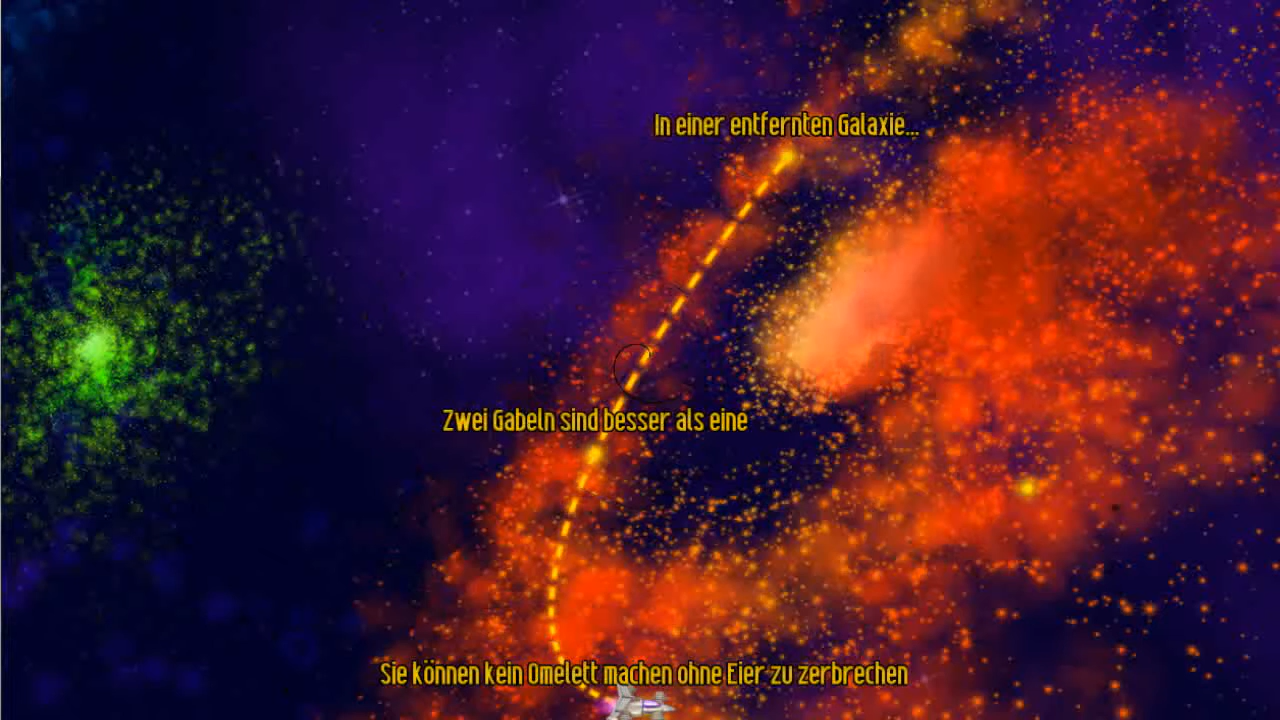 In einer entfernten Galaxie...
Zwei Gabeln sind besser als eine
Sie können kein Omelett machen ohne Eier zu zerbrechen